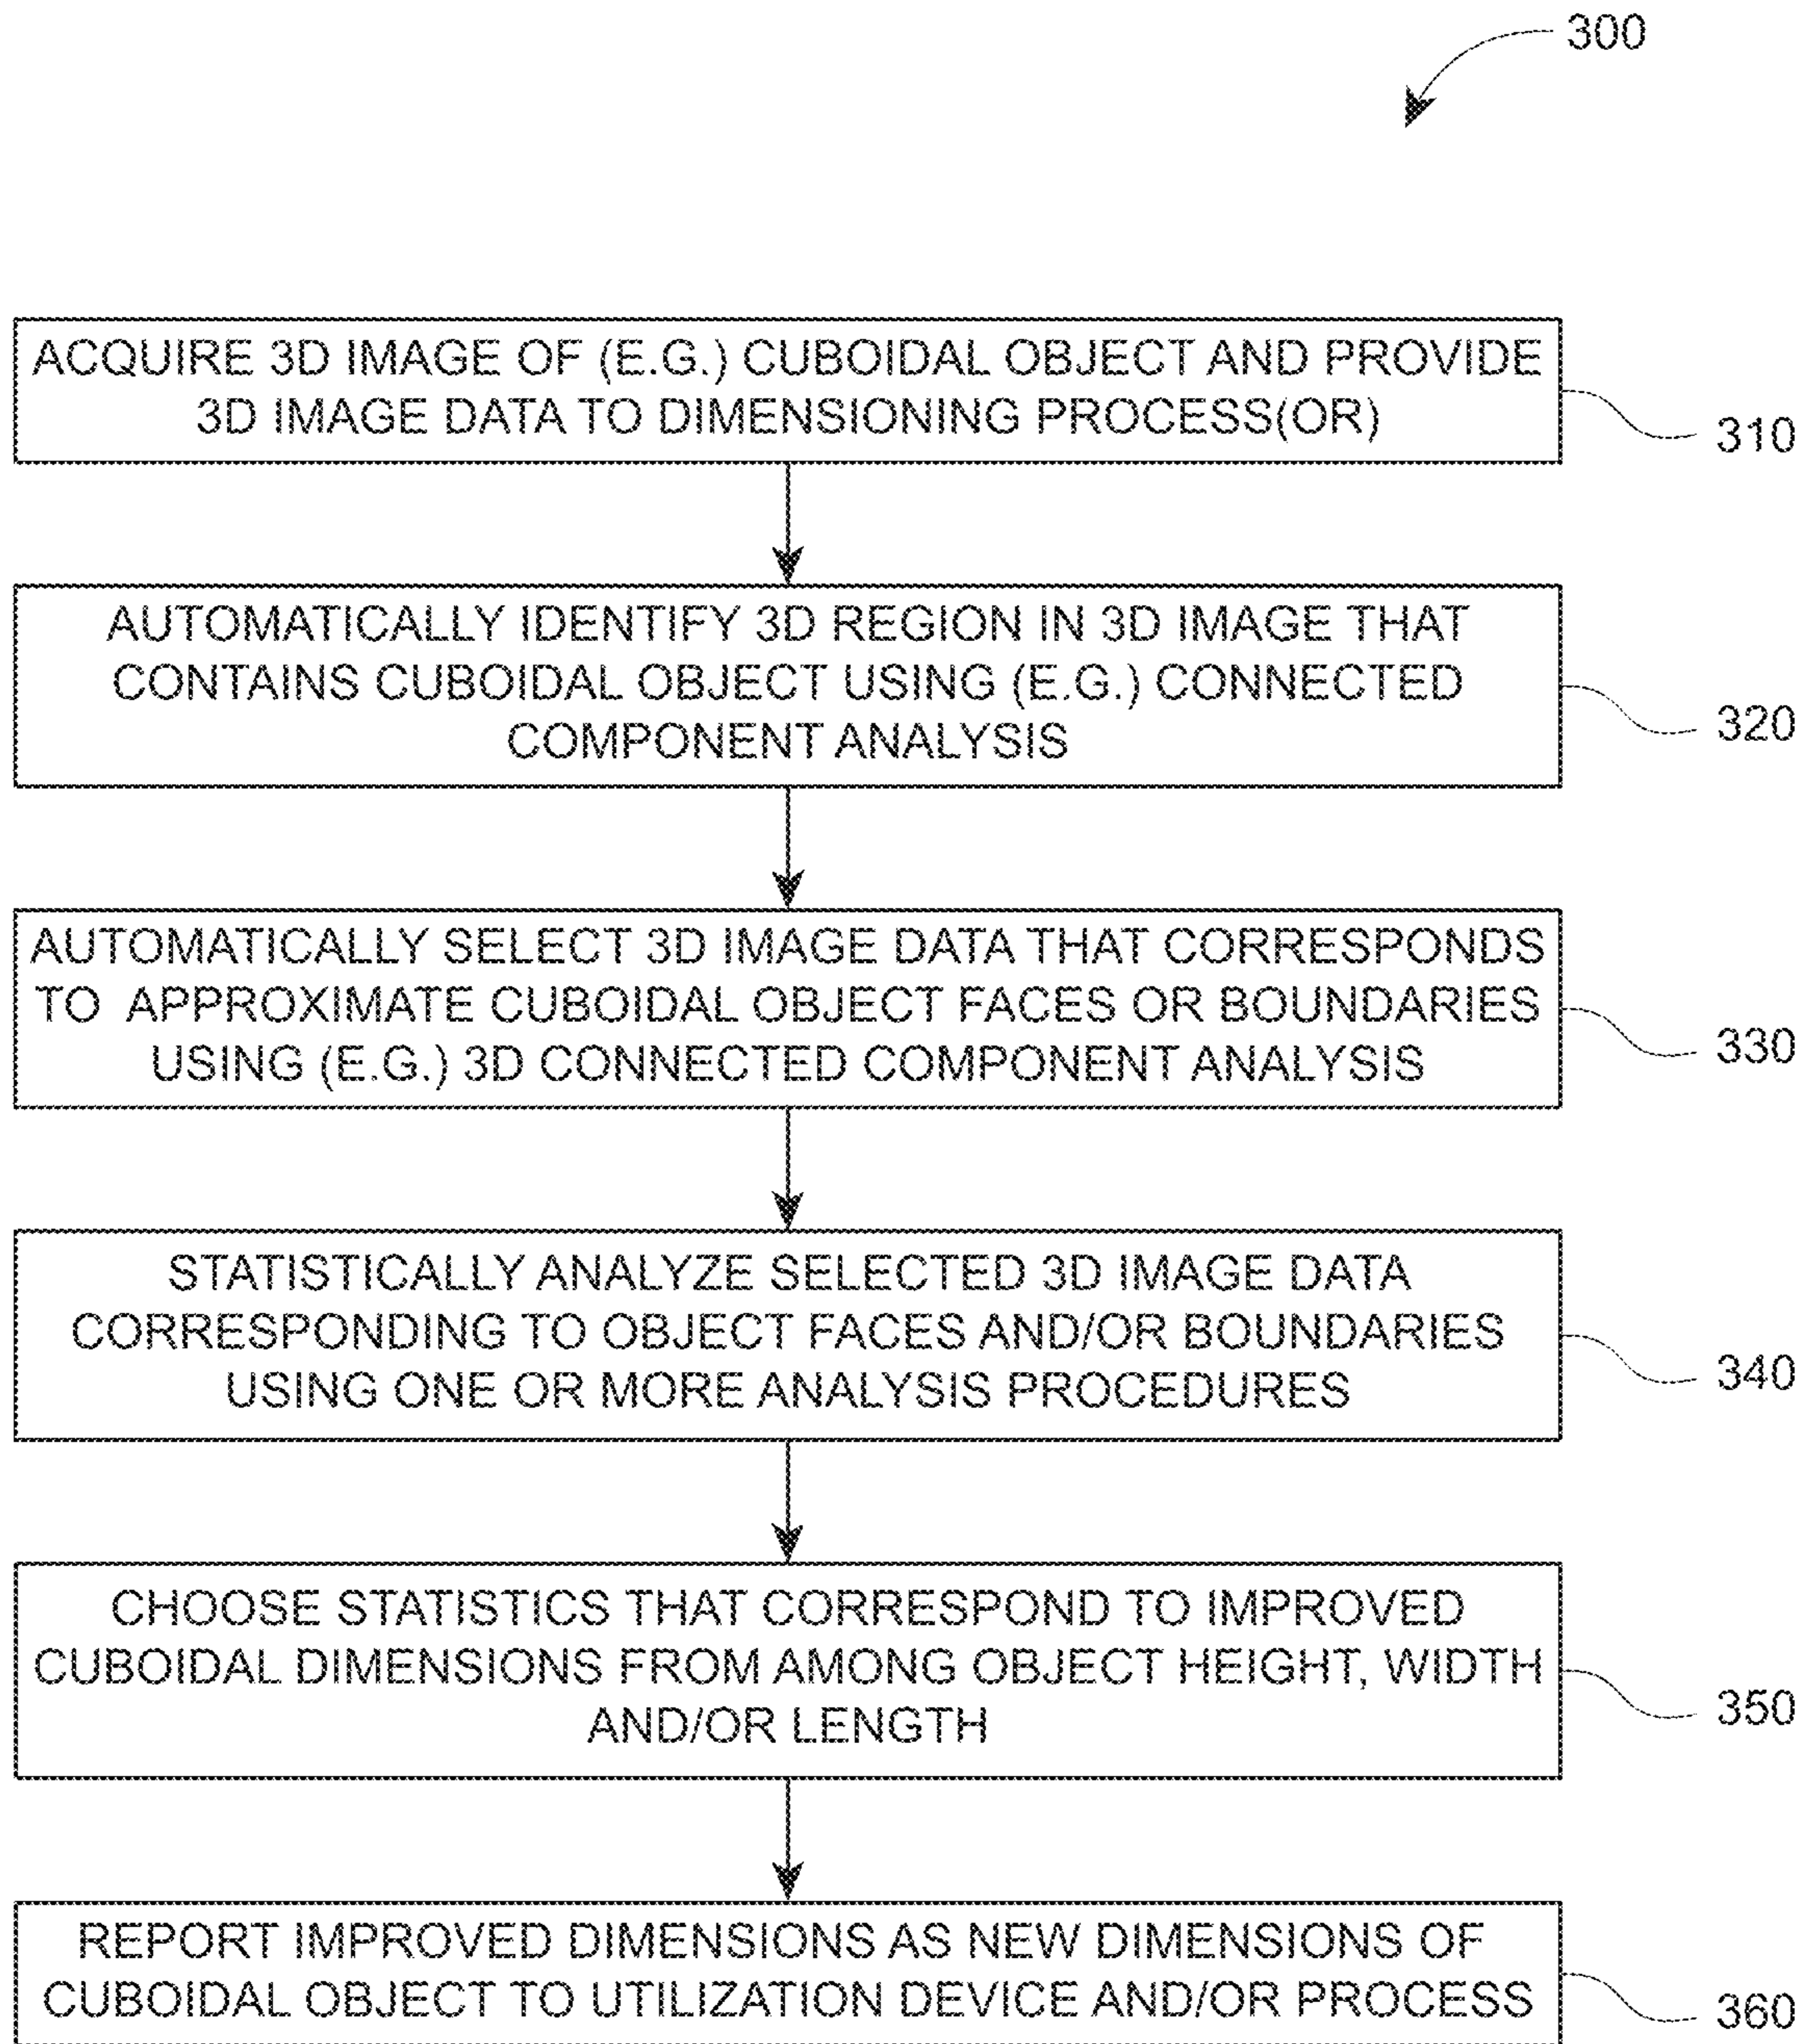 300
ACQUIRE 3D IMAGE OF (E.G.) CUBOIDAL OBJECT AND PROVIDE
3D IMAGE DATA TO DIMENSIONING PROCESS(OR)
310
AUTOMATICALLY IDENTIFY 3D REGION IN 3D IMAGE THAT
CONTAINS CUBOIDAL OBJECT USING (E.G.) CONNECTED
COMPONENT ANALYSIS
320
AUTOMATICALLY SELECT 3D IMAGE DATA THAT CORRESPONDS
TO APPROXIMATE CUBOIDAL OBJECT FACES OR BOUNDARIES
USING (E.G.) 3D CONNECTED COMPONENT ANALYSIS
330
STATISTICALLY ANALYZE SELECTED 3D IMAGE DATA
CORRESPONDING TO OBJECT FACES AND/OR BOUNDARIES
USING ONE OR MORE ANALYSIS PROCEDURES
340
CHOOSE STATISTICS THAT CORRESPOND TO IMPROVED
CUBOIDAL DIMENSIONS FROM AMONG OBJECT HEIGHT, WIDTH
AND/OR LENGTH
350
REPORT IMPROVED DIMENSIONS AS NEW DIMENSIONS OF
CUBOIDAL OBJECT TO UTILIZATION DEVICE AND/OR PROCESS
360